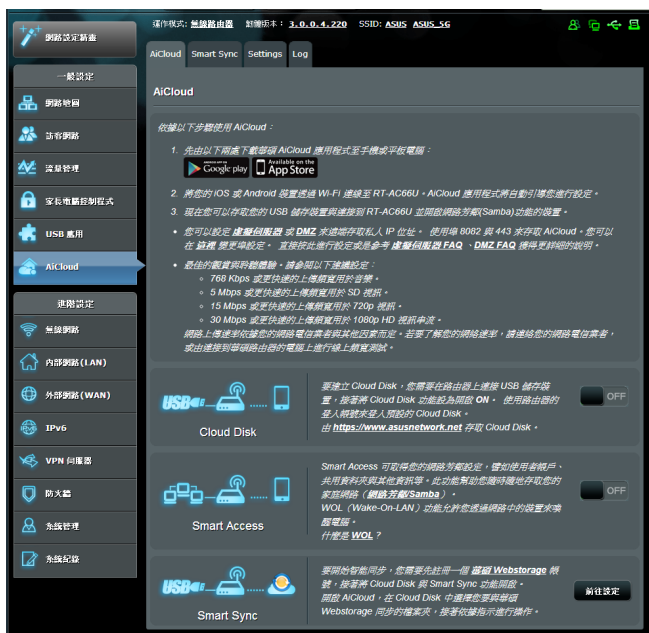 運作模式: 無線路由器 韌體版本: 3.0.0.4.220 SSID: ASUS ASUS_5G
網路設定精靈
一般設定
網路地圖
訪客網路
流量管理
家長電腦控制程式
USB 應用
AiCloud
進階設定
無線網路
內部網路(LAN)
外部網路(WAN)
IPv6
VPN 伺服器
防火牆
系統管理
系統紀錄
AiCloud Smart Sync Settings Log
AiCloud
依據以下步驟使用 AiCloud：
1. 先由以下兩處下載華碩 AiCloud 應用程式至手機或平板電腦：
ANDROID APP ON
Google play
Available on the
App Store
2. 將您的 iOS 或 Android 裝置透過 Wi-Fi 連線至 RT-AC66U。AiCloud 應用程式將自動引導您進行設定。
3. 現在您可存取您的 USB 儲存裝置與連接到 RT-AC66U 並開啟網路芳鄰(Samba)功能的裝置。
• 您可以設定 虛擬伺服器 或 DMZ 來遠端存取私人 IP 位址。 使用埠 8082 與 443 來存取 AiCloud。您可以
在 這裡 變更埠設定。 直接按此進行設定或是參考 虛擬伺服器 FAQ 、DMZ FAQ 獲得更詳細的說明。
• 最佳的觀賞與聆聽體驗，請參閱以下建議設定：
◦ 768 Kbps 或更快速的上傳頻寬用於音樂。
◦ 5 Mbps 或更快速的上傳頻寬用於 SD 視訊。
◦ 15 Mbps 或更快速的上傳頻寬用於 720p 視訊。
◦ 30 Mbps 或更快速的上傳頻寬用於 1080p HD 視訊串流。
網路上傳速率依據您的網路電信業者與其他因素而定。若要了解您的網絡速率，請連絡您的網路電信業者，
或由連接到華碩路由器的電腦上進行線上頻寬測試。
USB
Cloud Disk
要建立 Cloud Disk，您需要在路由器上連接 USB 儲存裝
置，接著將 Cloud Disk 功能設為開啟 ON。 使用路由器的
登入帳號來登入預設的 Cloud Disk。
由 https://www.asusnetwork.net 存取 Cloud Disk。
OFF
Smart Access
Smart Access 可取得您的網路芳鄰設定，譬如使用者帳戶、
共用資料夾與其他資訊等。此功能幫助您隨時隨地存取您的
家庭網路（網路芳鄰/Samba）。
WOL（Wake-On-LAN）功能允許您透過網路中的裝置來喚
醒電腦。
什麼是 WOL？
OFF
USB
Smart Sync
要開始智能同步，您需要先註冊一個 華碩 Webstorage 帳
號，接著將 Cloud Disk 與 Smart Sync 功能開啟。
開啟 AiCloud，在 Cloud Disk 中選擇您要與華碩
Webstorage 同步的檔案夾，接著依據指示進行操作。
前往設定